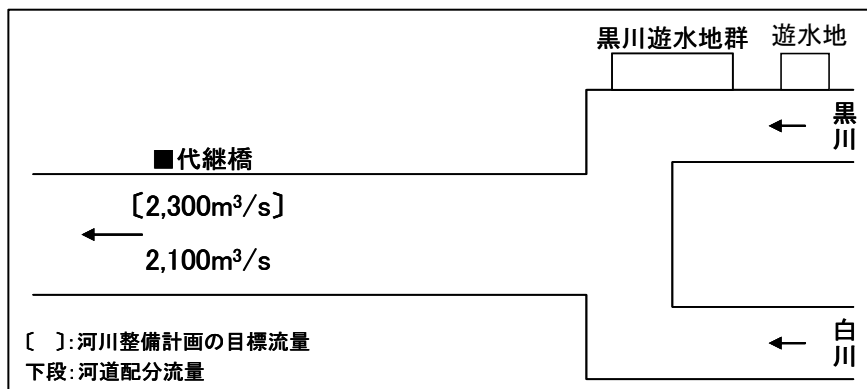 黒川遊水地群
遊水地
黒川
■代継橋
〔2,300m³/s〕
2,100m³/s
白川
〔　〕：河川整備計画の目標流量
下段：河道配分流量